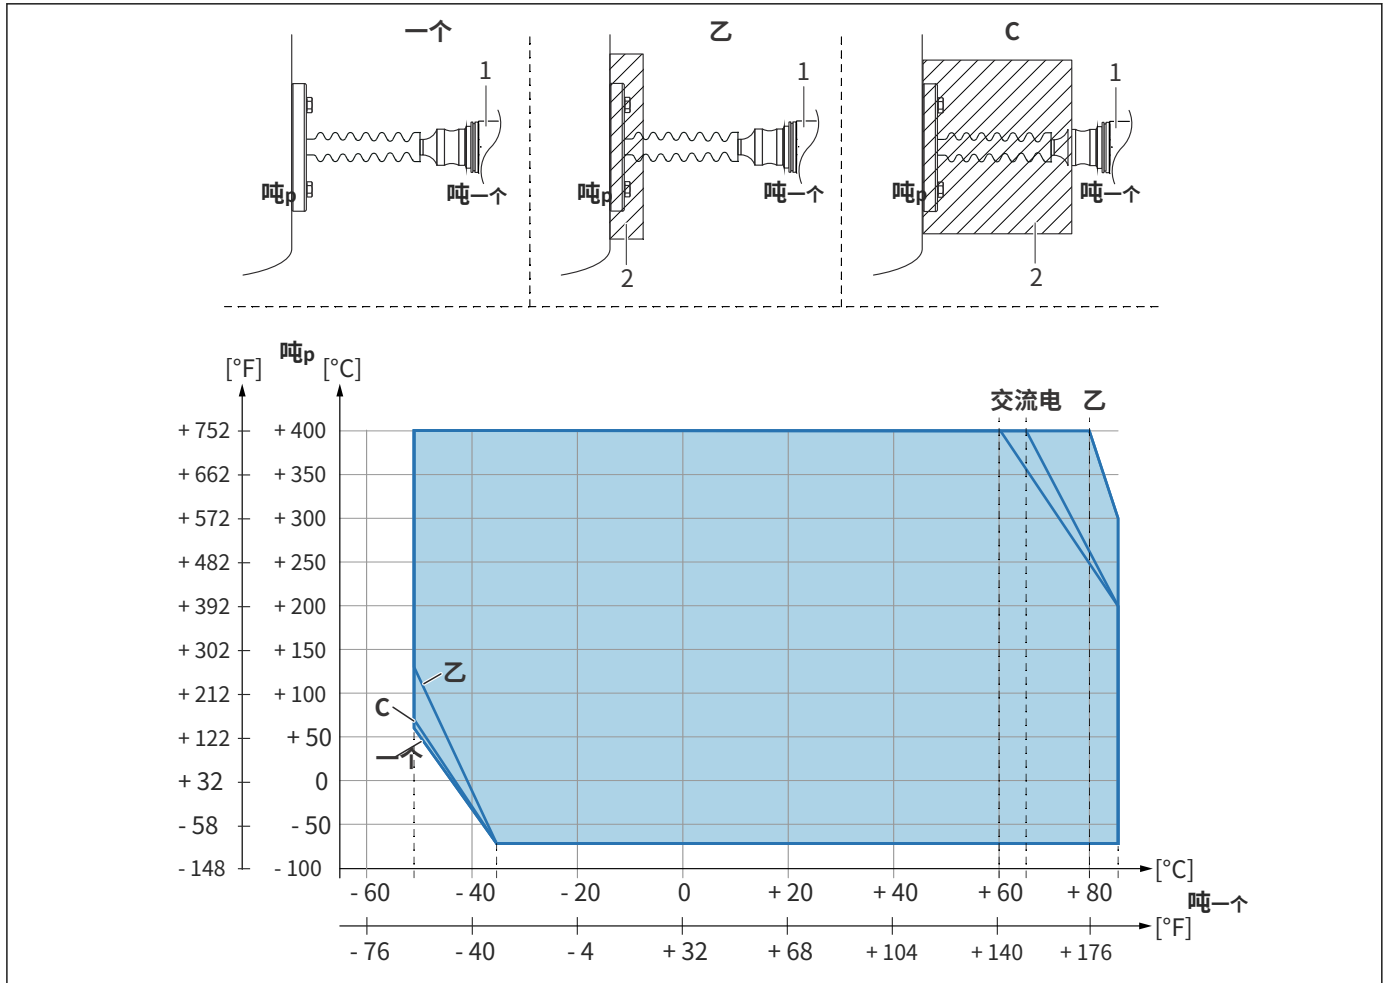 一个 乙 C
1 1 1
吨p 吨一个 吨p 吨一个 吨p 吨一个
2 2
吨p
[°F] [°C]
交流电 乙
+ 752 + 400
+ 662 + 350
+ 572 + 300
+ 482 + 250
+ 392 + 200
+ 302 + 150
乙
+ 212 + 100
C
+ 122 + 50
一个
+ 32 0
- 58 - 50
- 148 - 100
[°C]
- 60 - 40 - 20 0 + 20 + 40 + 60 + 80
吨一个
[°F]
- 76 - 40 - 4 + 32 + 68 + 104 + 140 + 176